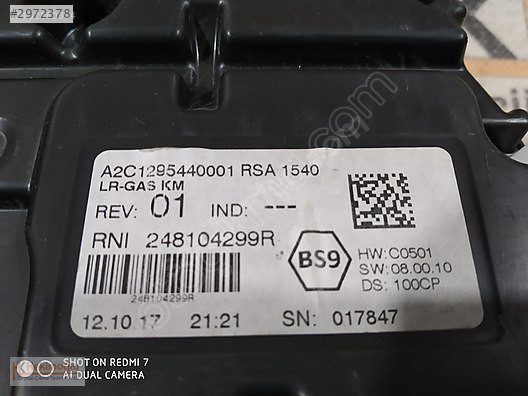 #2972378
A2C1295440001 RSA 1540
LR-GAS KM
REV: 01 IND: ---
RNI 248104299R
BS9
HW: C0501
SW: 08.00.10
DS: 100CP
248104299R
12.10.17 21:21 SN: 017847
SHOT ON REDMI 7
AI DUAL CAMERA